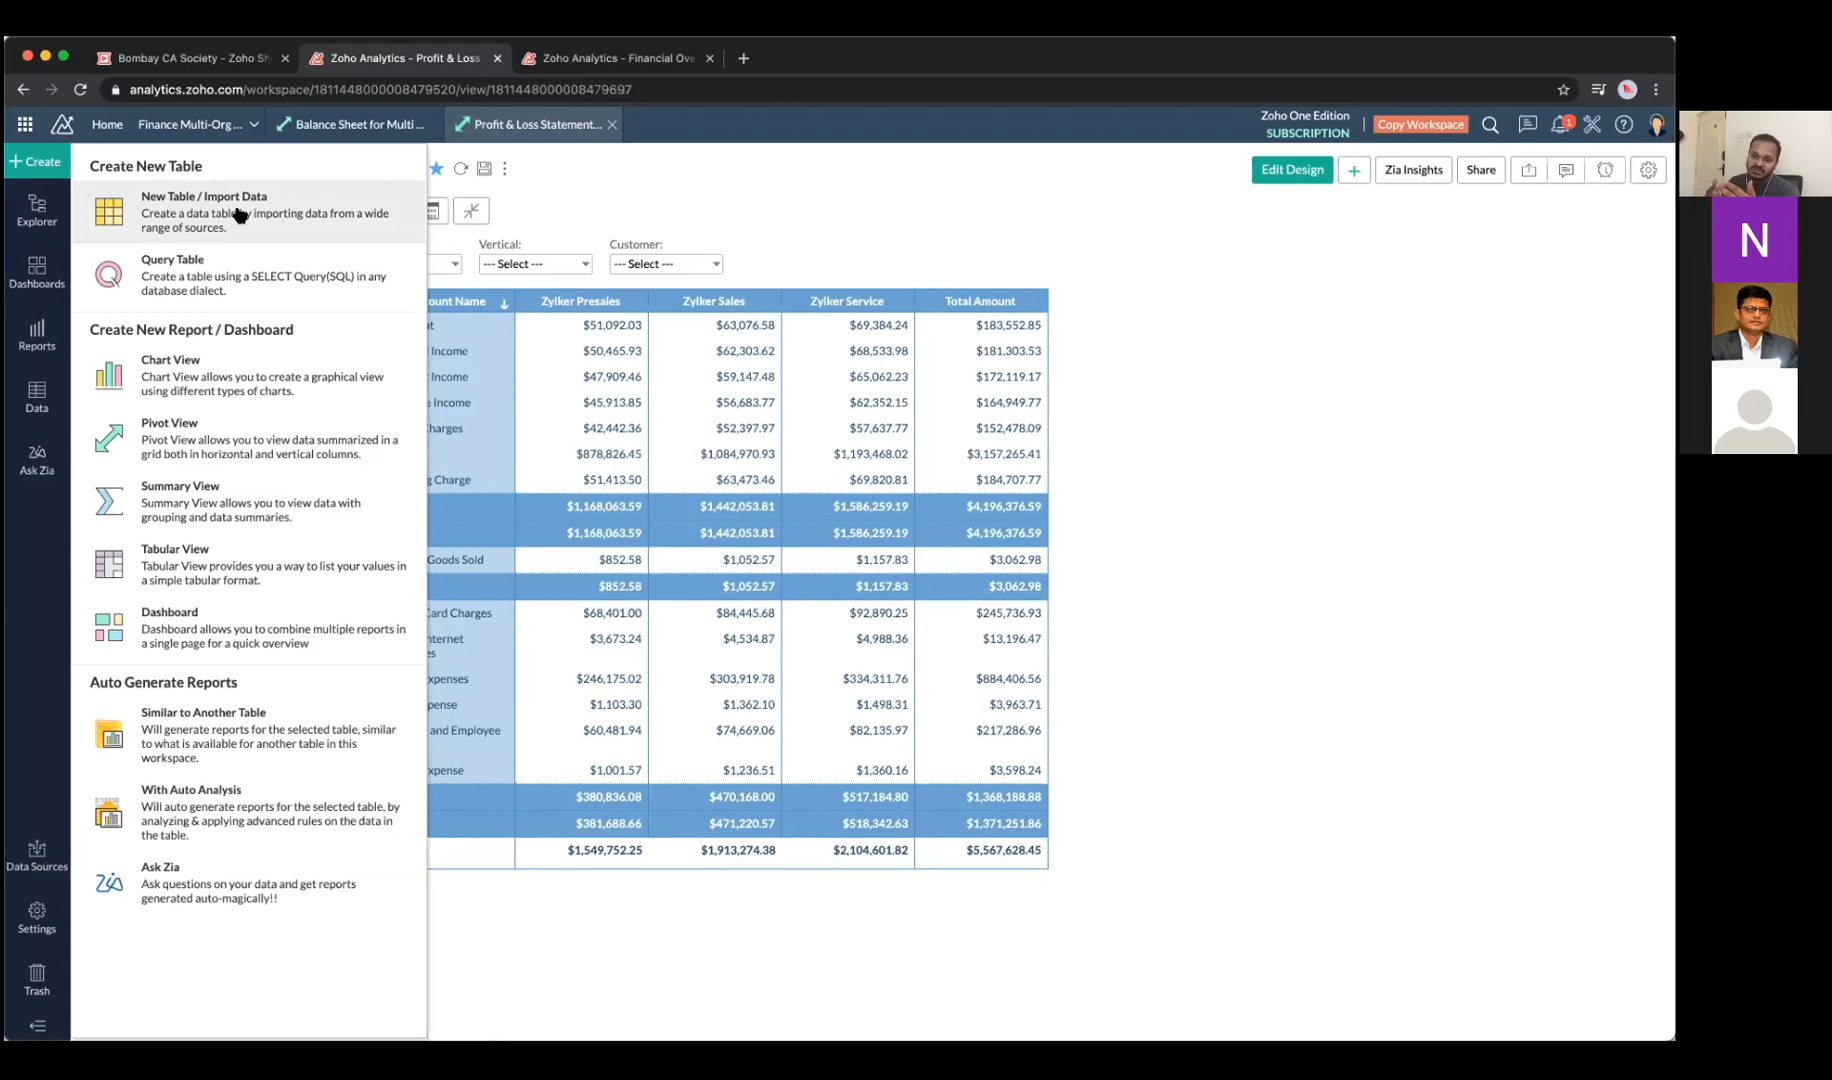 Bombay CA Society - Zoho Sh
Zoho Analytics - Profit & Loss
Zoho Analytics - Financial Ove
analytics.zoho.com/workspace/1811448000008479520/view/1811448000008479697
Home
Finance Multi-Org ...
Balance Sheet for Multi ...
Profit & Loss Statement...
Zoho One Edition
SUBSCRIPTION
Copy Workspace
1
Create
Explorer
Dashboards
Reports
Data
Ask Zia
Data Sources
Settings
Trash
Create New Table
New Table / Import Data
Create a data table by importing data from a wide
range of sources.
Query Table
Create a table using a SELECT Query(SQL) in any
database dialect.
Create New Report / Dashboard
Chart View
Chart View allows you to create a graphical view
using different types of charts.
Pivot View
Pivot View allows you to view data summarized in a
grid both in horizontal and vertical columns.
Summary View
Summary View allows you to view data with
grouping and data summaries.
Tabular View
Tabular View provides you a way to list your values in
a simple tabular format.
Dashboard
Dashboard allows you to combine multiple reports in
a single page for a quick overview
Auto Generate Reports
Similar to Another Table
Will generate reports for the selected table, similar
to what is available for another table in this
workspace.
With Auto Analysis
Will auto generate reports for the selected table, by
analyzing & applying advanced rules on the data in
the table.
Ask Zia
Ask questions on your data and get reports
generated auto-magically!!
Edit Design
Zia Insights
Share
Vertical:
Customer:
--- Select ---
--- Select ---
ount Name Zylker Presales Zylker Sales Zylker Service Total Amount
t $51,092.03 $63,076.58 $69,384.24 $183,552.85
Income $50,465.93 $62,303.62 $68,533.98 $181,303.53
Income $47,909.46 $59,147.48 $65,062.23 $172,119.17
e Income $45,913.85 $56,683.77 $62,352.15 $164,949.77
Charges $42,442.36 $52,397.97 $57,637.77 $152,478.09
$878,826.45 $1,084,970.93 $1,193,468.02 $3,157,265.41
g Charge $51,413.50 $63,473.46 $69,820.81 $184,707.77
$1,168,063.59 $1,442,053.81 $1,586,259.19 $4,196,376.59
$1,168,063.59 $1,442,053.81 $1,586,259.19 $4,196,376.59
Goods Sold $852.58 $1,052.57 $1,157.83 $3,062.98
$852.58 $1,052.57 $1,157.83 $3,062.98
Card Charges $68,401.00 $84,445.68 $92,890.25 $245,736.93
nternet $3,673.24 $4,534.87 $4,988.36 $13,196.47
es
xpenses $246,175.02 $303,919.78 $334,311.76 $884,406.56
pense $1,103.30 $1,362.10 $1,498.31 $3,963.71
and Employee $60,481.94 $74,669.06 $82,135.97 $217,286.96
xpense $1,001.57 $1,236.51 $1,360.16 $3,598.24
$380,836.08 $470,168.00 $517,184.80 $1,368,188.88
$381,688.66 $471,220.57 $518,342.63 $1,371,251.86
$1,549,752.25 $1,913,274.38 $2,104,601.82 $5,567,628.45
N